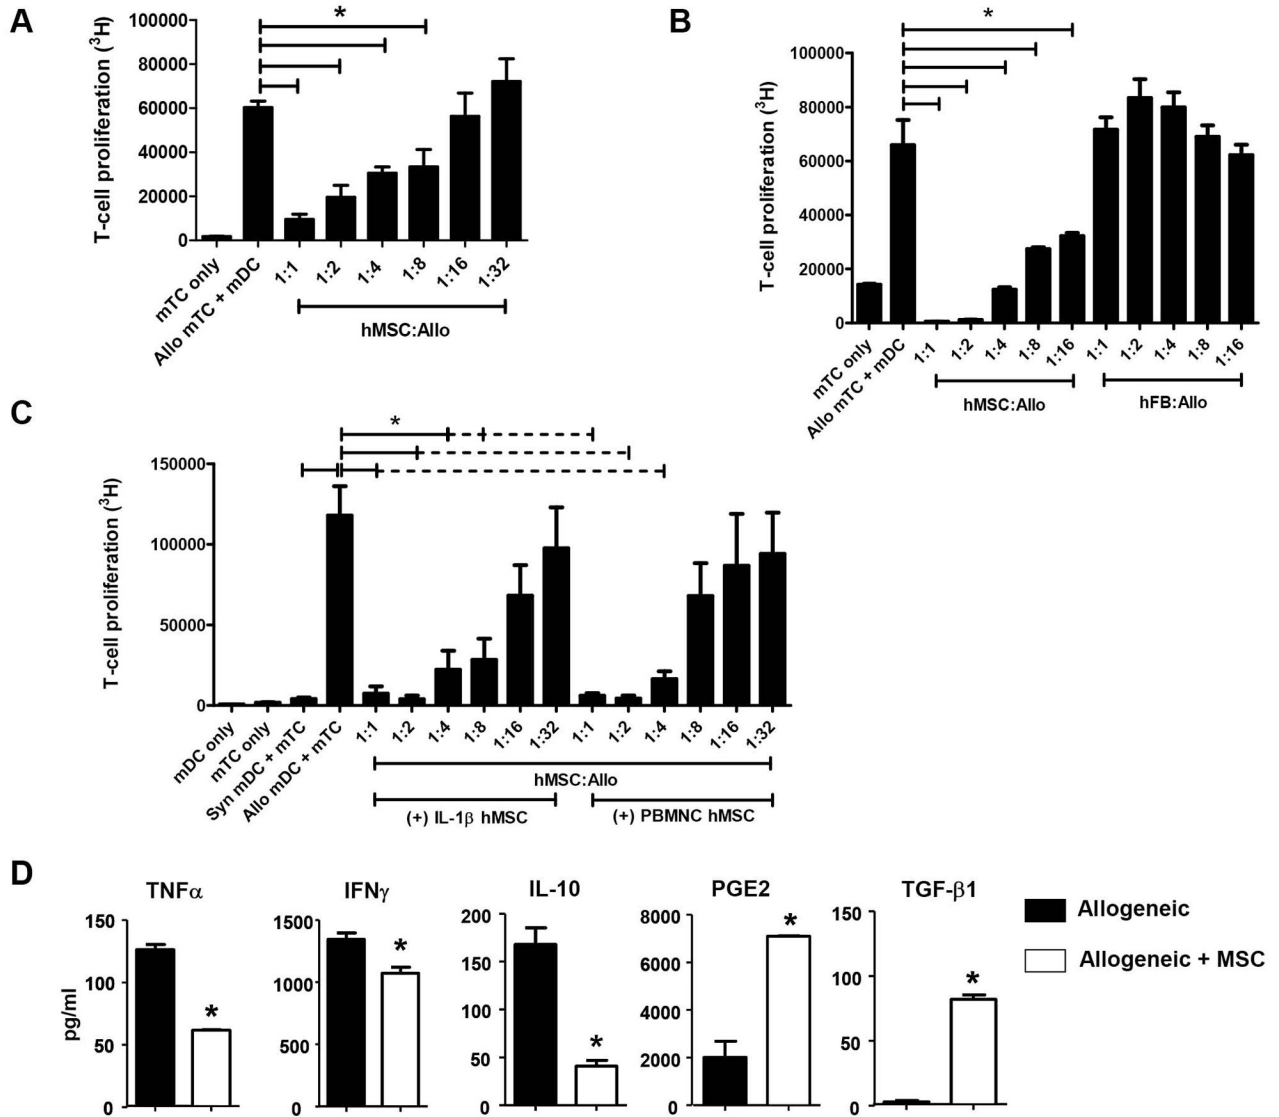 A
T-cell proliferation (³H)
100000
80000
60000
40000
20000
0
*
mTC only
Allo mTC + mDC
1:1
1:2
1:4
1:8
1:16
1:32
hMSC:Allo
B
T-cell proliferation (³H)
100000
80000
60000
40000
20000
0
*
mTC only
Allo mTC + mDC
1:1
1:2
1:4
1:8
1:16
1:1
1:2
1:4
1:8
1:16
hMSC:Allo
hFB:Allo
C
T-cell proliferation (³H)
150000
100000
50000
0
*
mDC only
mTC only
Syn mDC + mTC
Allo mDC + mTC
1:1
1:2
1:4
1:8
1:16
1:32
1:1
1:2
1:4
1:8
1:16
1:32
hMSC:Allo
(+) IL-1β hMSC
(+) PBMNC hMSC
D
pg/ml
TNFα
150
100
50
0
*
IFNγ
1500
1000
500
0
*
IL-10
200
150
100
50
0
*
PGE2
8000
6000
4000
2000
0
*
TGF-β1
150
100
50
0
*
Allogeneic
Allogeneic + MSC